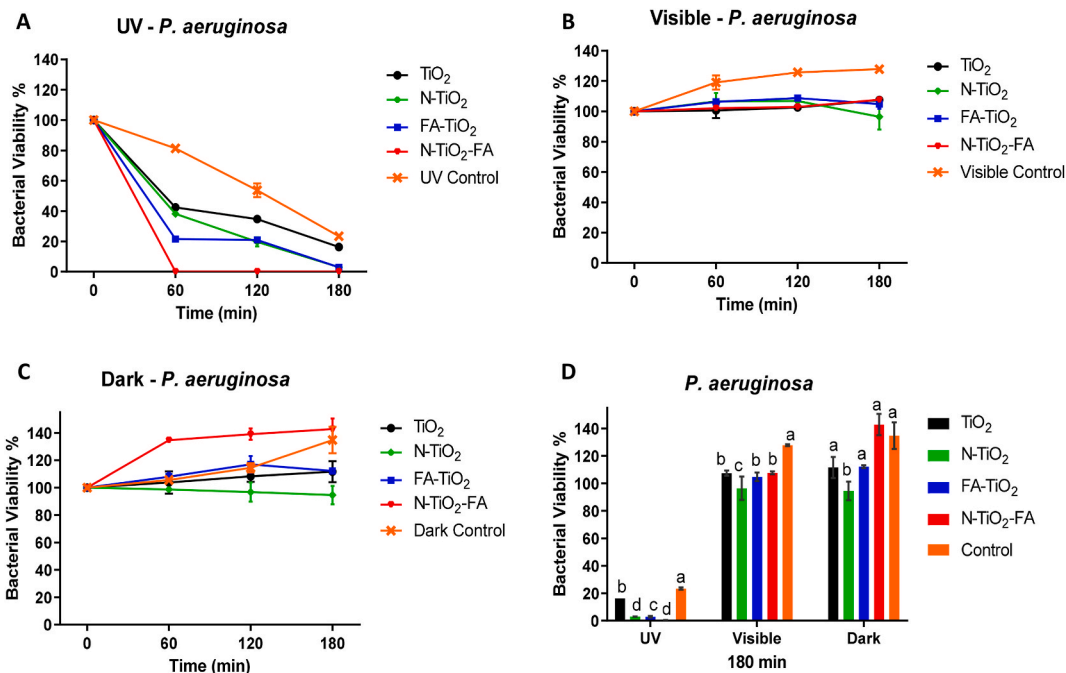 A
UV - P. aeruginosa
Bacterial Viability %
140
120
100
80
60
40
20
0
0 60 120 180
Time (min)
TiO₂
N-TiO₂
FA-TiO₂
N-TiO₂-FA
UV Control
B
Visible - P. aeruginosa
Bacterial Viability %
140
120
100
80
60
40
20
0
0 60 120 180
Time (min)
TiO₂
N-TiO₂
FA-TiO₂
N-TiO₂-FA
Visible Control
C
Dark - P. aeruginosa
Bacterial Viability %
140
120
100
80
60
40
20
0
0 60 120 180
Time (min)
TiO₂
N-TiO₂
FA-TiO₂
N-TiO₂-FA
Dark Control
D
P. aeruginosa
Bacterial Viability %
140
120
100
80
60
40
20
0
b d c d a
b c b b a
a b a a a
UV Visible Dark
180 min
TiO₂
N-TiO₂
FA-TiO₂
N-TiO₂-FA
Control